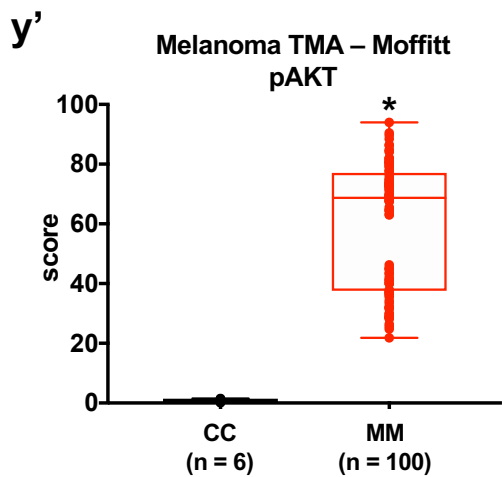 y’
Melanoma TMA – Moffitt
pAKT
*
100
80
60
40
20
0
score
CC
(n = 6)
MM
(n = 100)